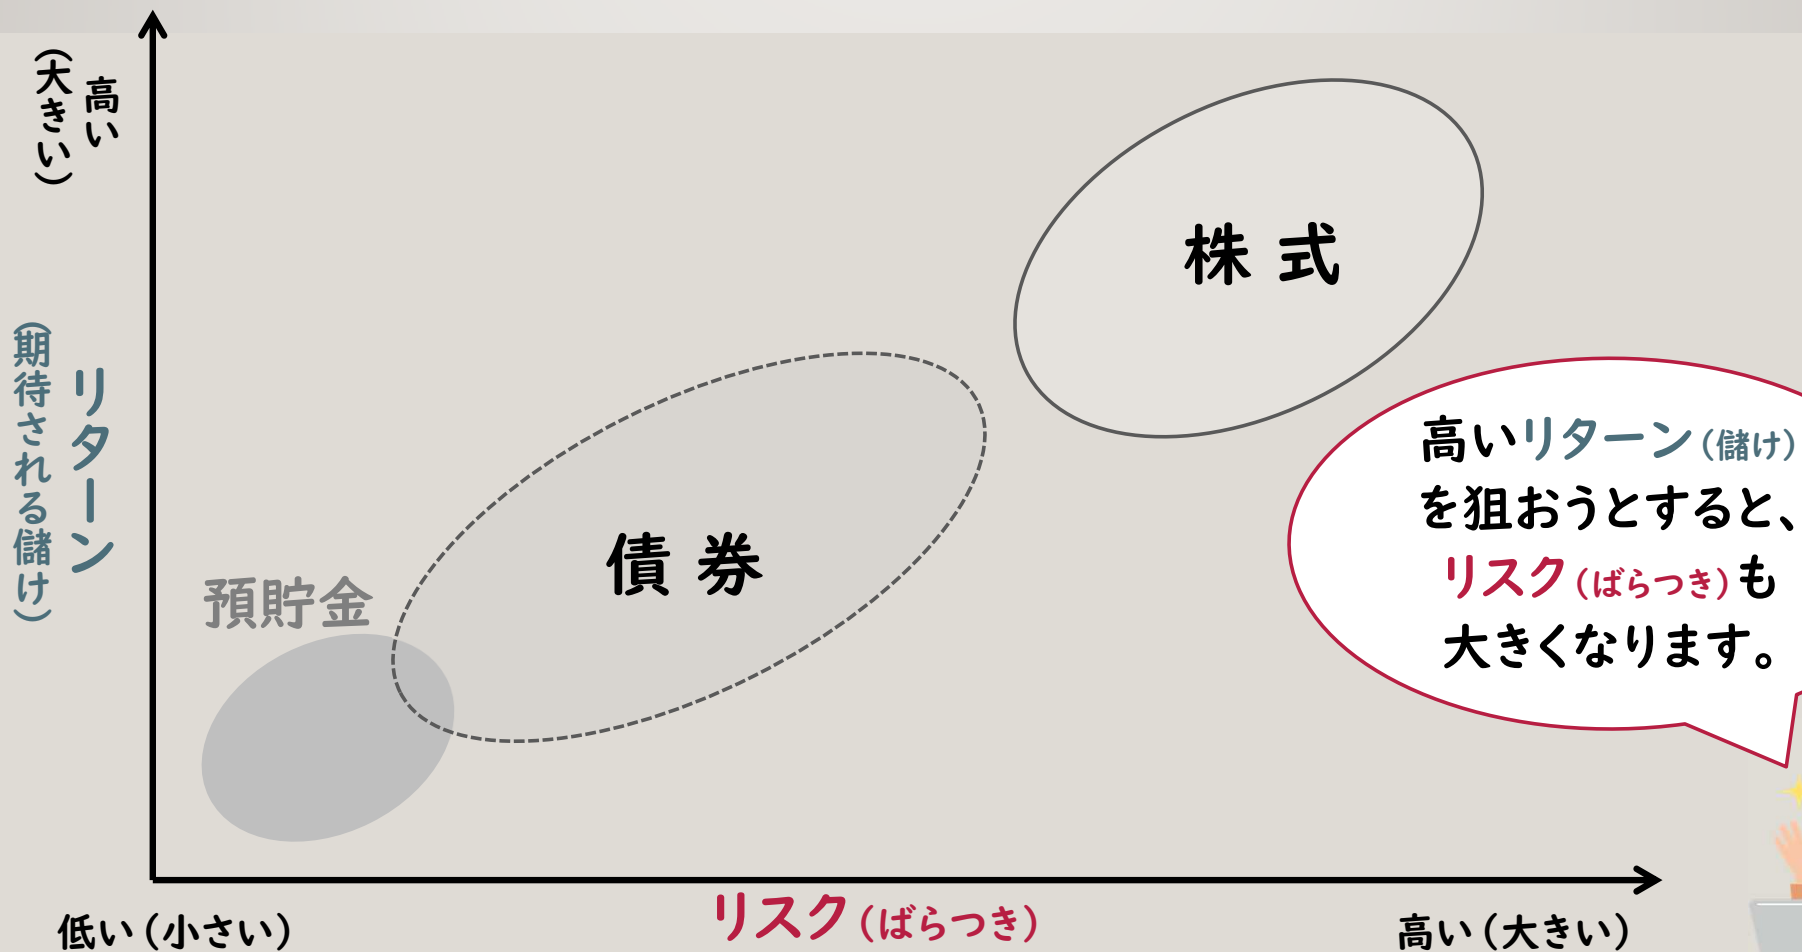 高い
（大きい）
リターン
（期待される儲け）
株式
債券
預貯金
高いリターン（儲け）
を狙おうとすると、
リスク（ばらつき）も
大きくなります。
低い（小さい）
リスク（ばらつき）
高い（大きい）